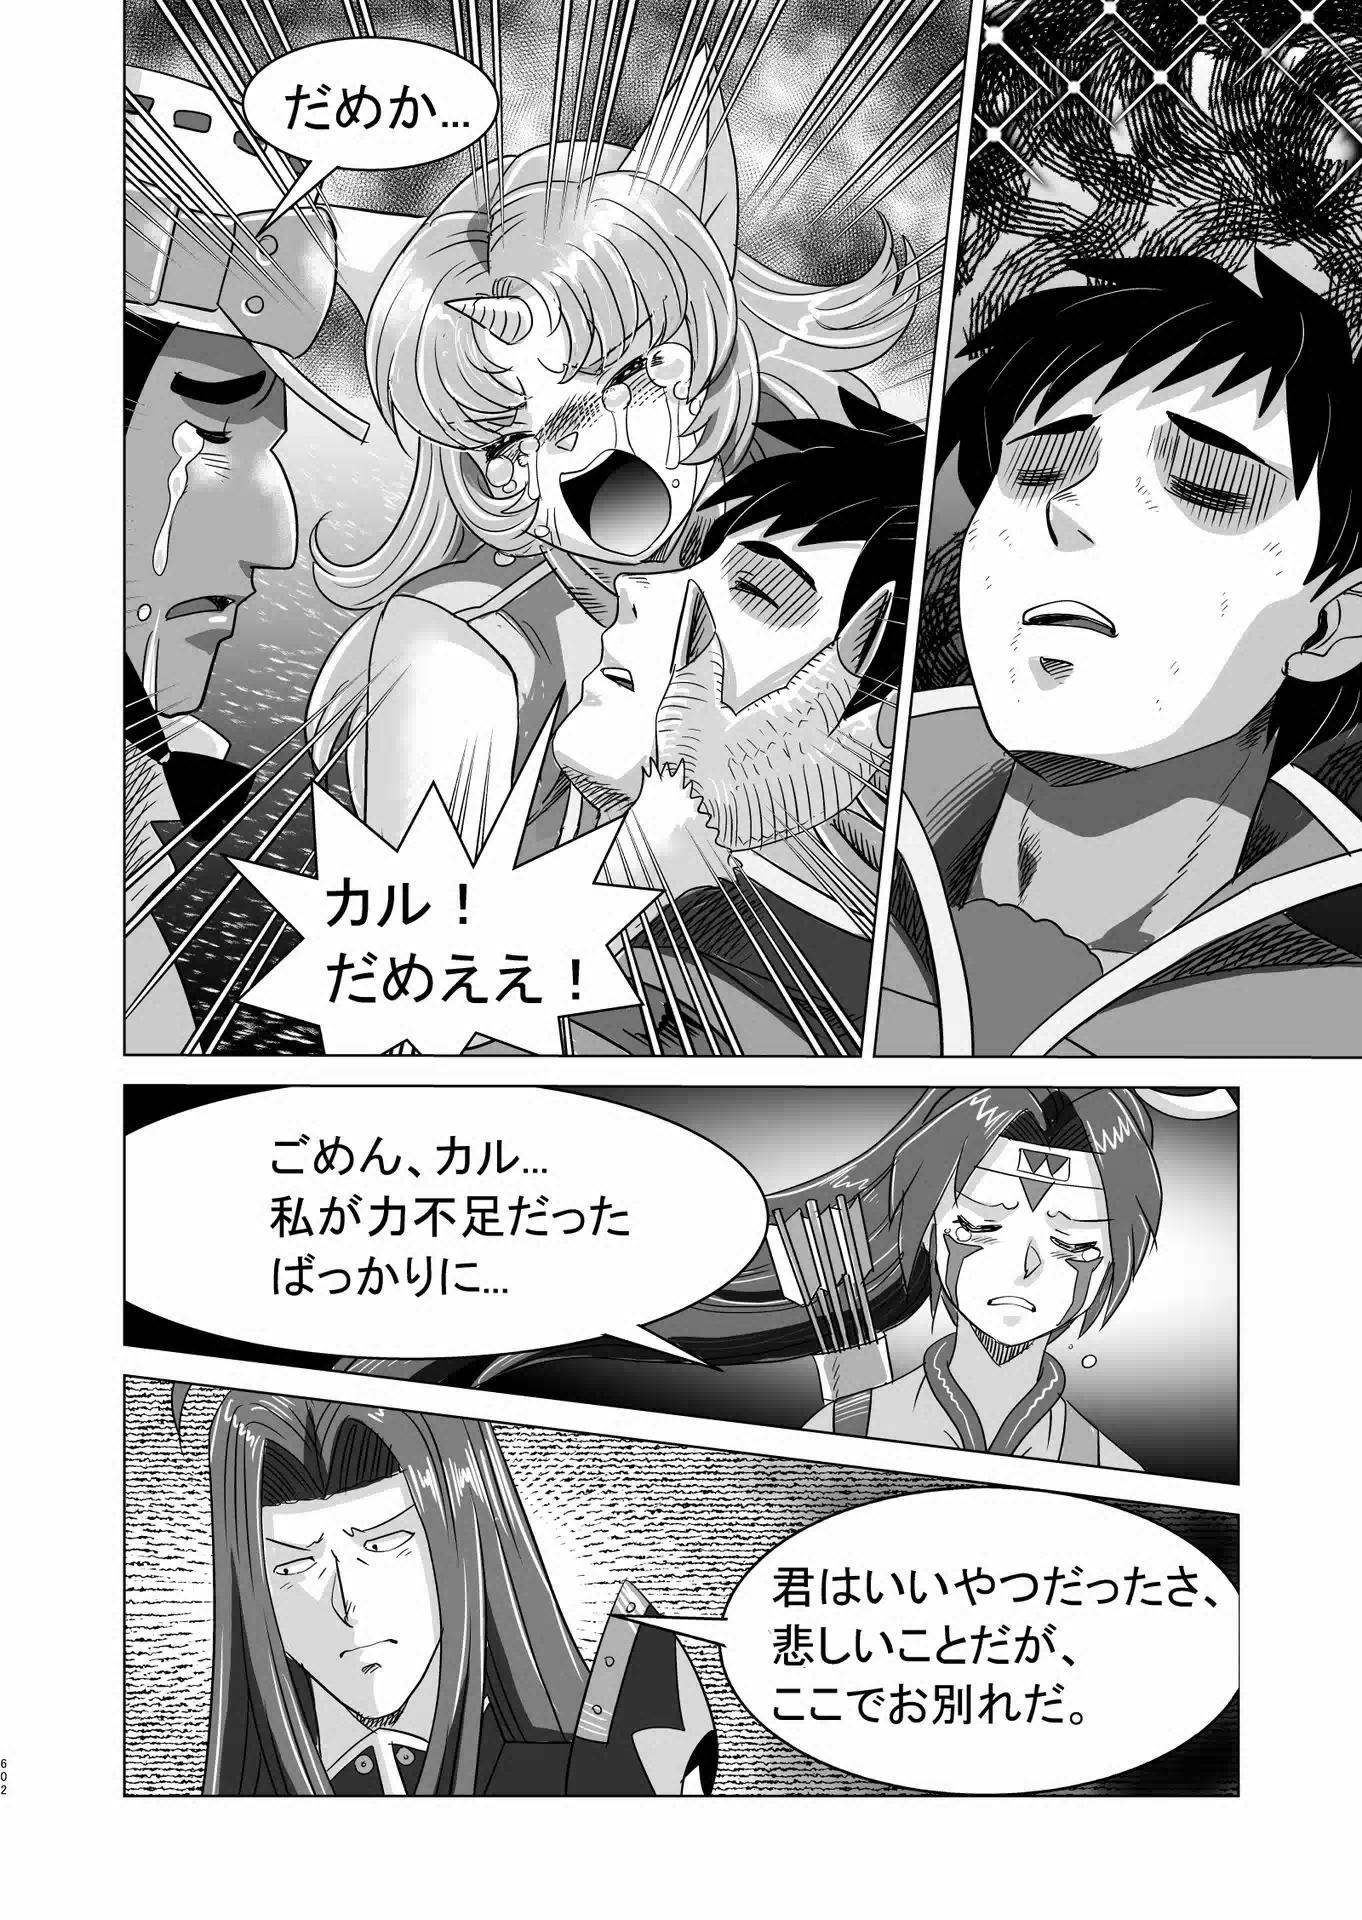 だめか…
カル！
だめええ！
ごめん、カル…
私が力不足だった
ばっかりに…
君はいいやつだったさ、
悲しいことだが、
ここでお別れだ。
602